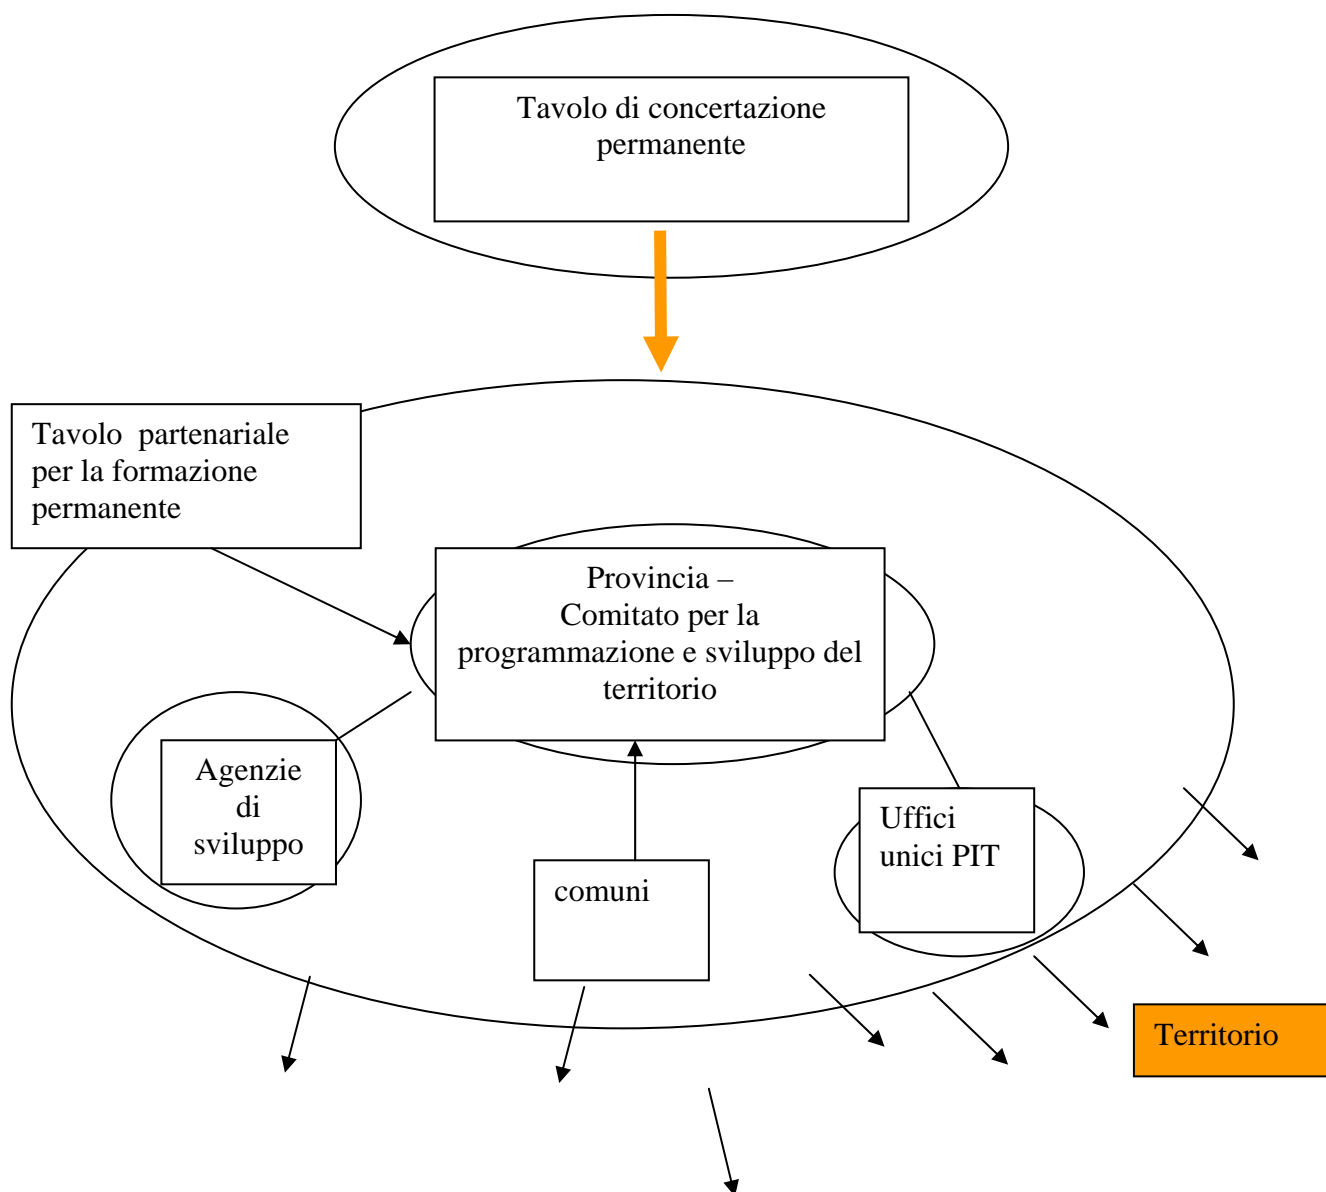 Tavolo di concertazione
permanente
Tavolo partenariale
per la formazione
permanente
Provincia –
Comitato per la
programmazione e sviluppo del
territorio
Agenzie
di
sviluppo
comuni
Uffici
unici PIT
Territorio